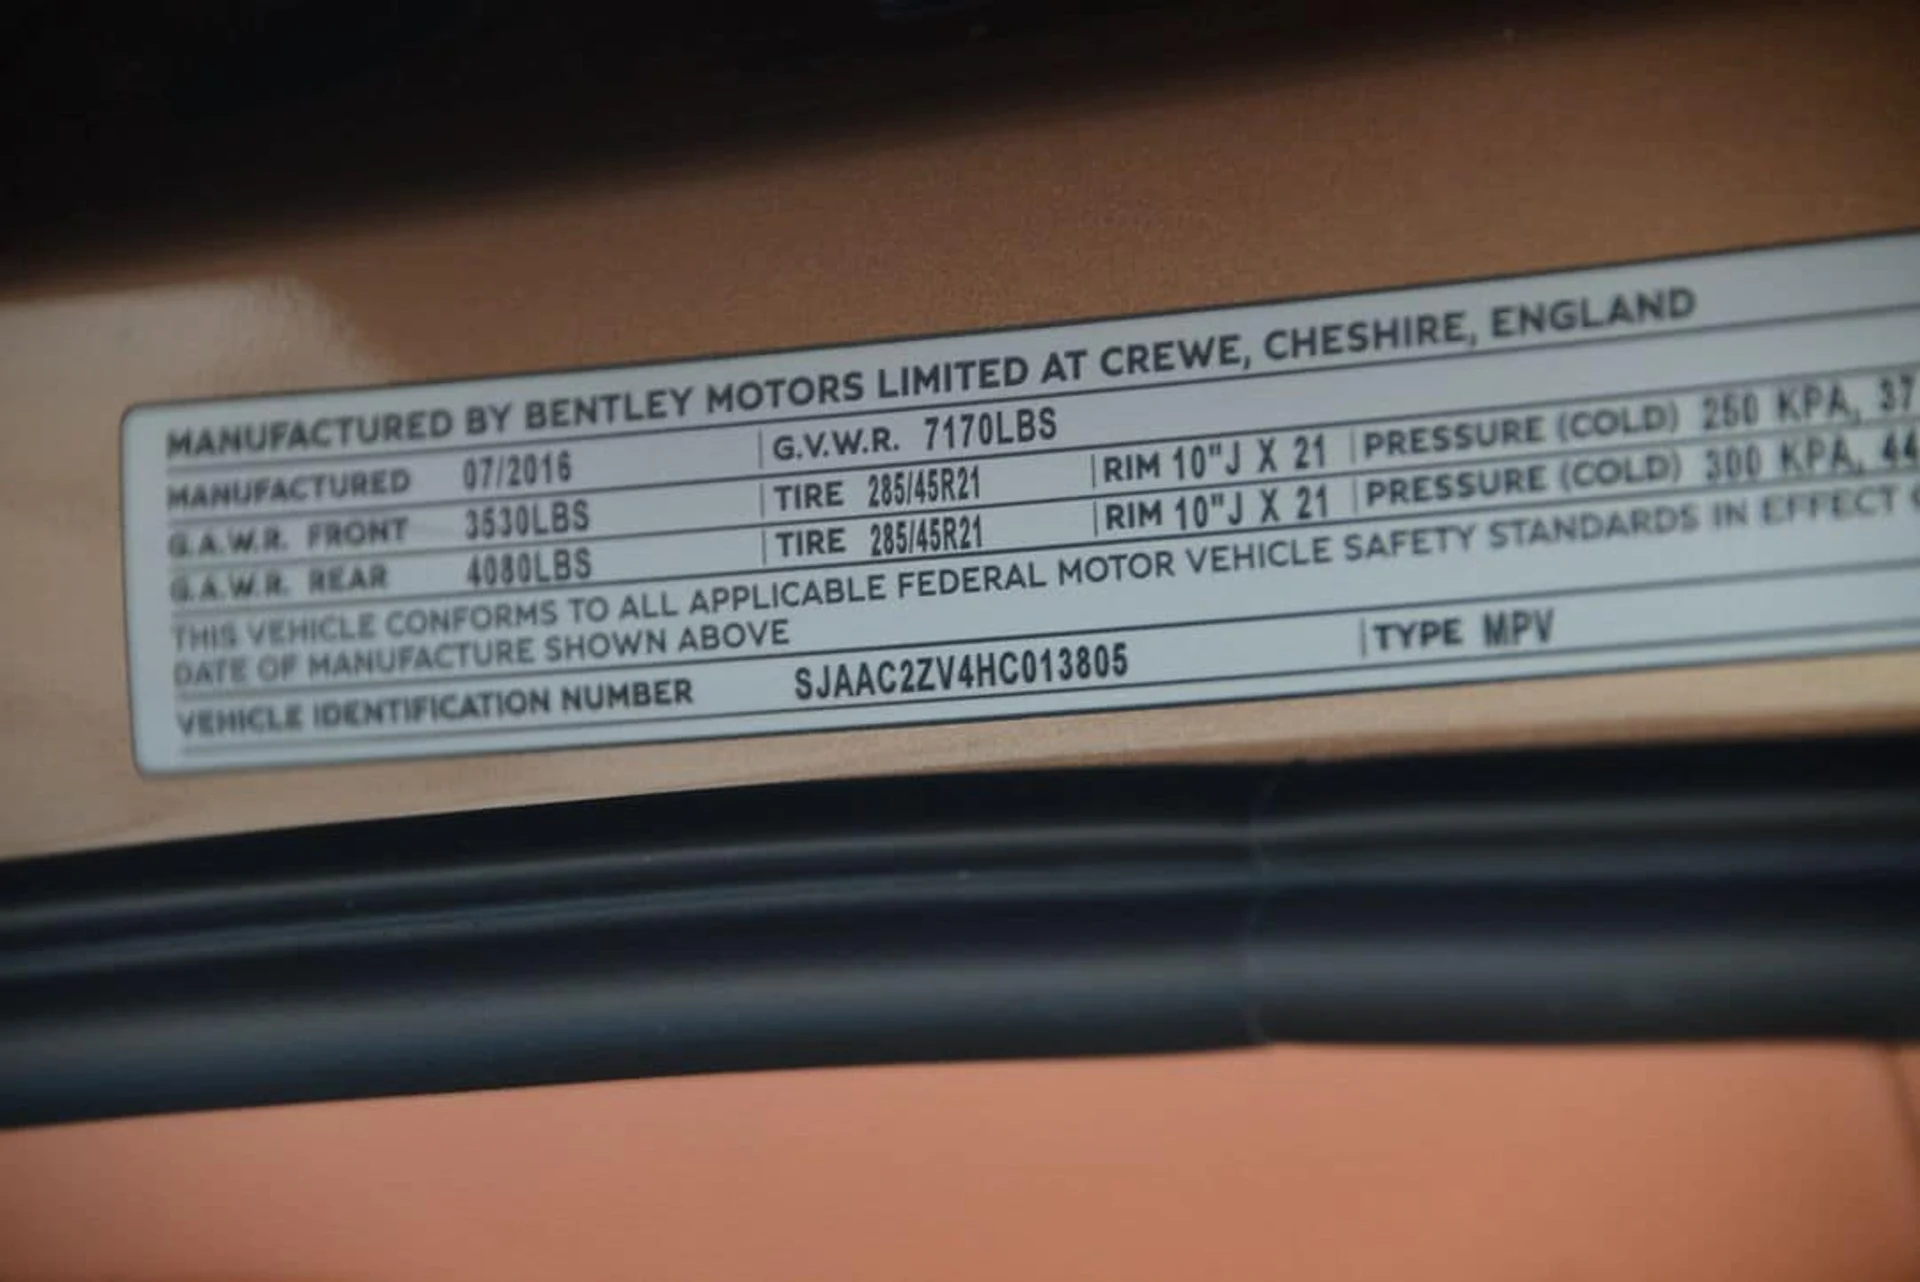 MANUFACTURED BY BENTLEY MOTORS LIMITED AT CREWE, CHESHIRE, ENGLAND
MANUFACTURED 07/2016 G.V.W.R. 7170LBS
G.A.W.R. FRONT 3530LBS TIRE 285/45R21 RIM 10"J X 21 PRESSURE (COLD) 250 KPA, 37
G.A.W.R. REAR 4080LBS TIRE 285/45R21 RIM 10"J X 21 PRESSURE (COLD) 300 KPA, 44
THIS VEHICLE CONFORMS TO ALL APPLICABLE FEDERAL MOTOR VEHICLE SAFETY STANDARDS IN EFFECT
DATE OF MANUFACTURE SHOWN ABOVE
VEHICLE IDENTIFICATION NUMBER SJAAC2ZV4HC013805 TYPE MPV